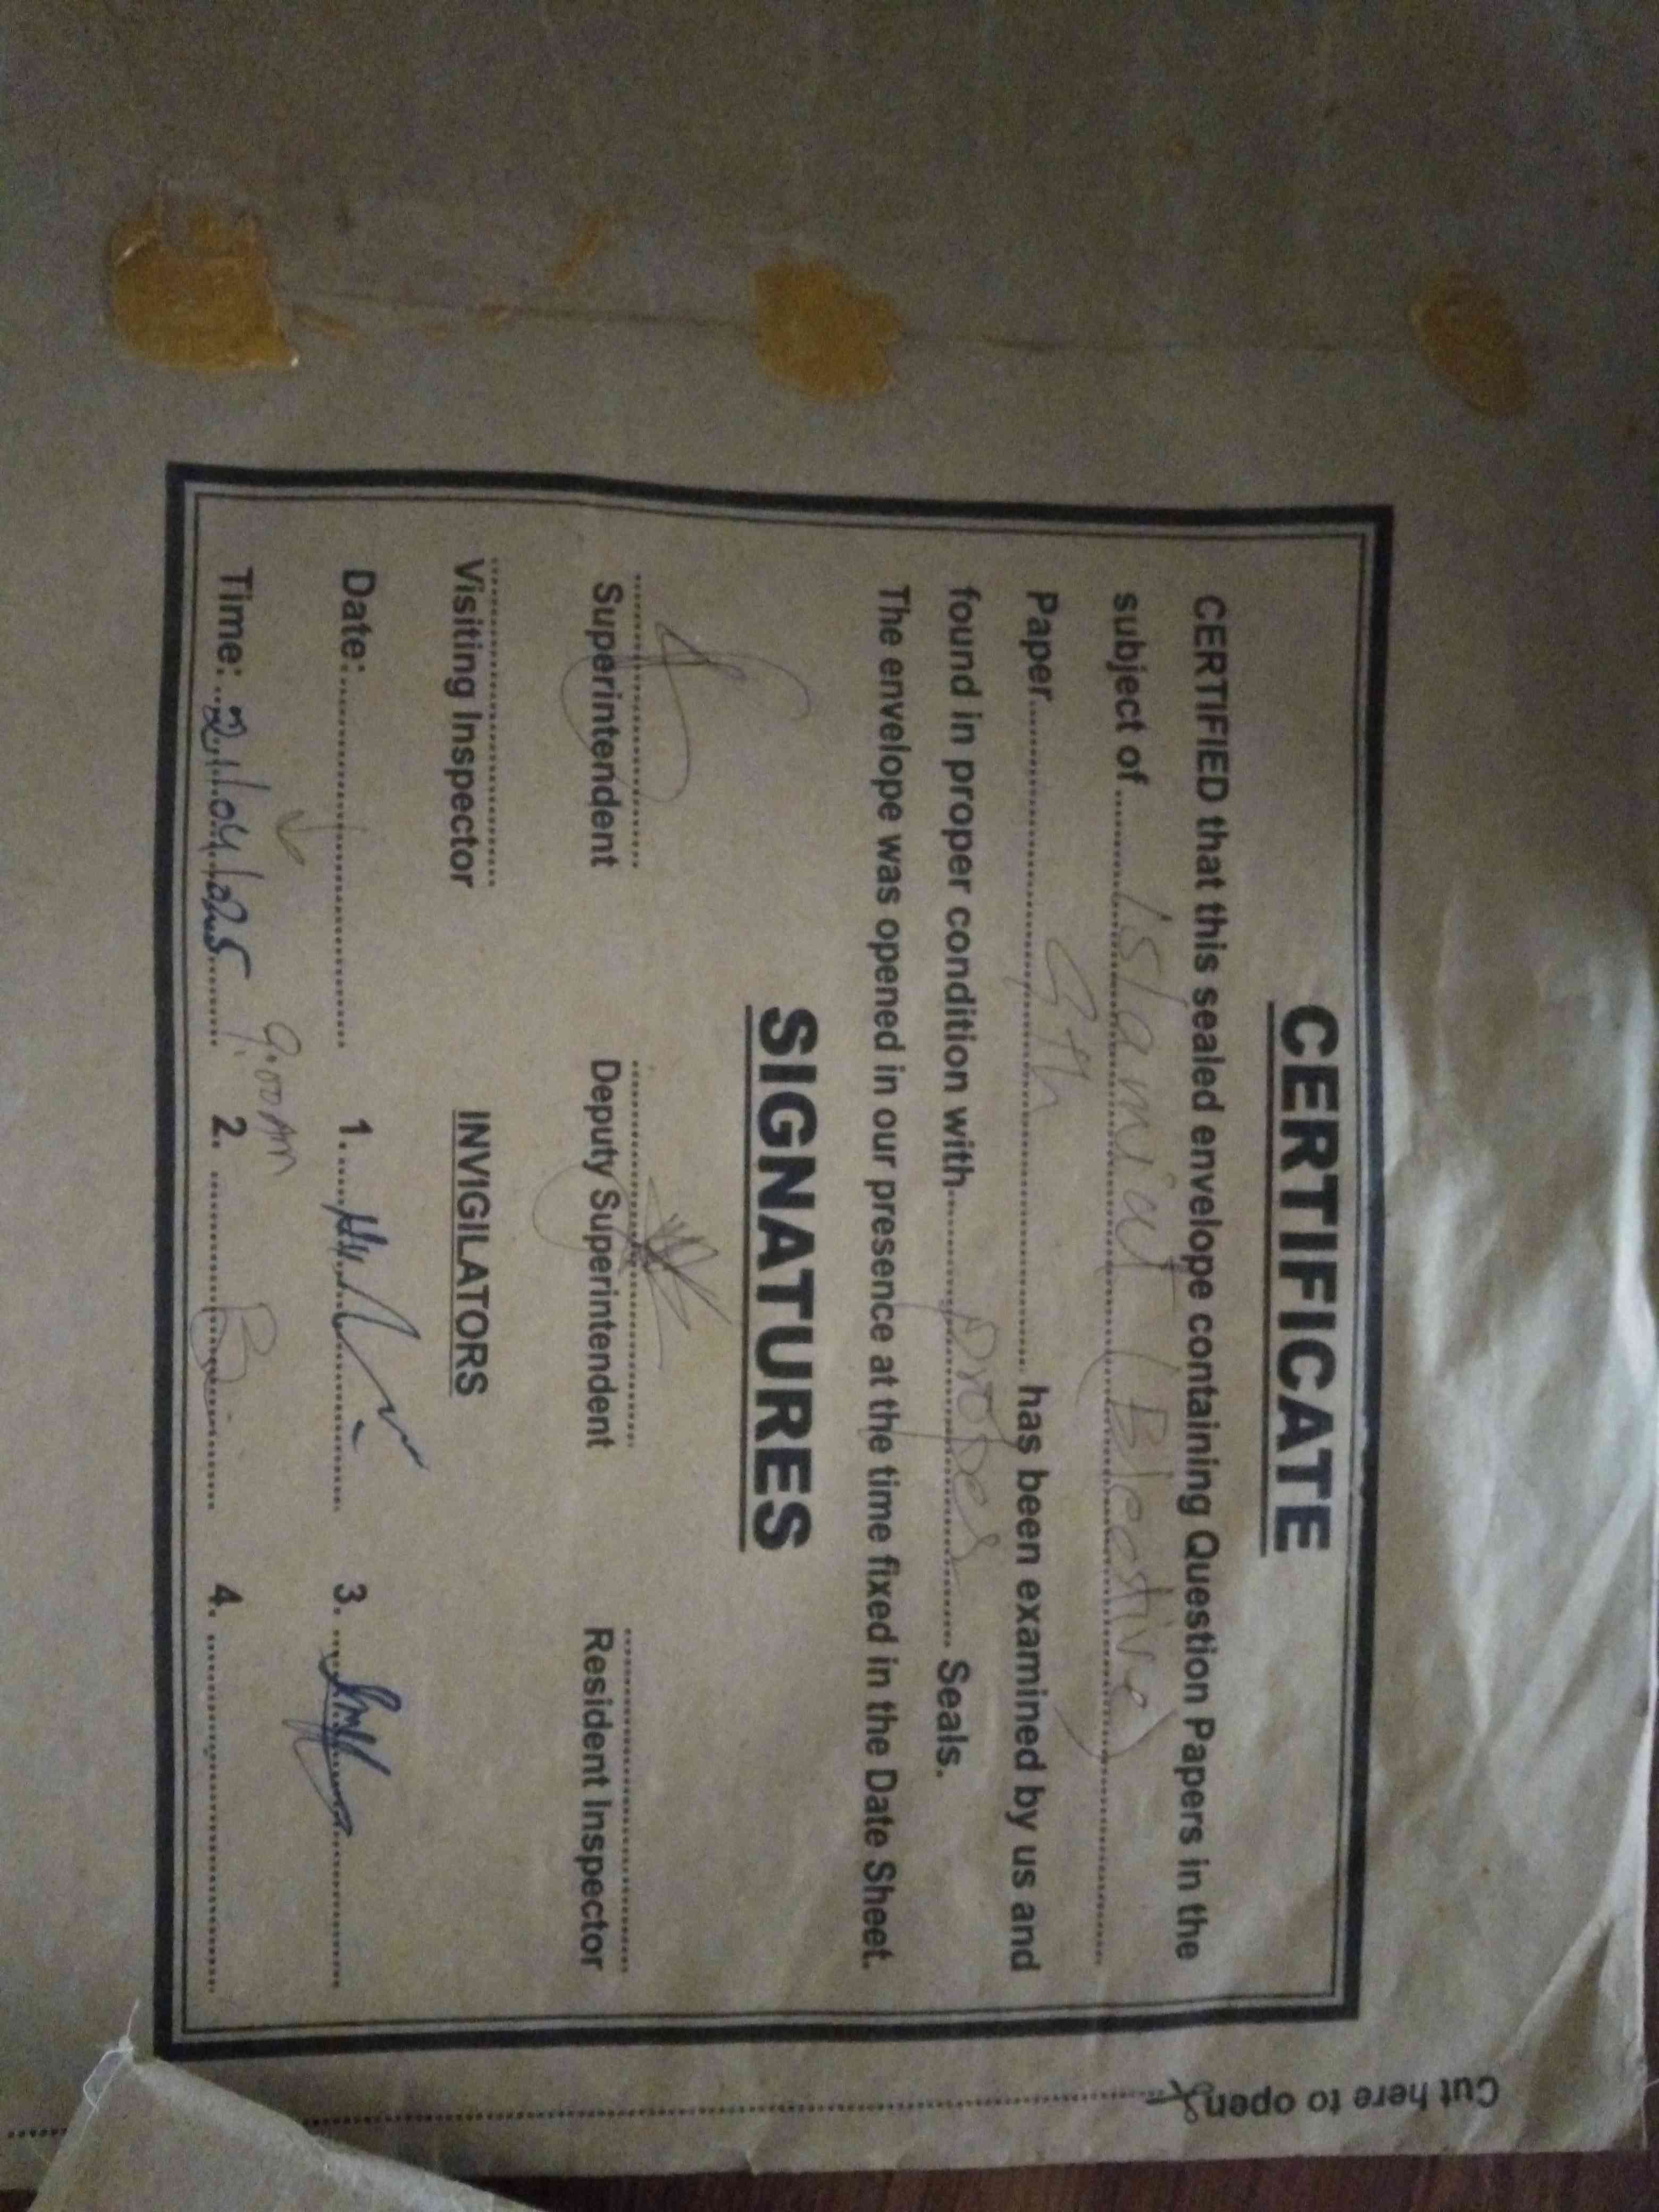 CERTIFICATE
CERTIFIED that this sealed envelope containing Question Papers in the
subject of ........ Islamiat (Elective) ........
Paper ........ 9th ........ has been examined by us and
found in proper condition with ........ proper ........ Seals.
The envelope was opened in our presence at the time fixed in the Date Sheet.
SIGNATURES
Superintendent Deputy Superintendent Resident Inspector
Visiting Inspector INVIGILATORS
Date: ........ 1. ........ 3. ........
9:00 Am
Time: 21/04/025 2. ........ 4. ........
Cut here to open